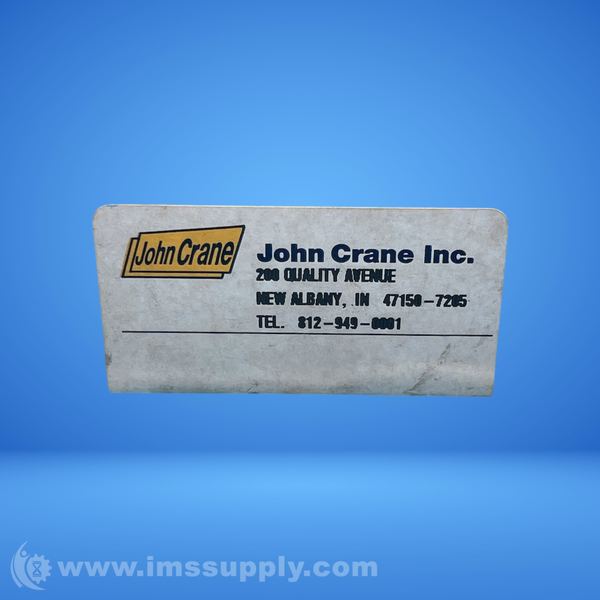 John Crane
John Crane Inc.
200 QUALITY AVENUE
NEW ALBANY, IN 47150-7205
TEL. 812-949-0001
www.imssupply.com